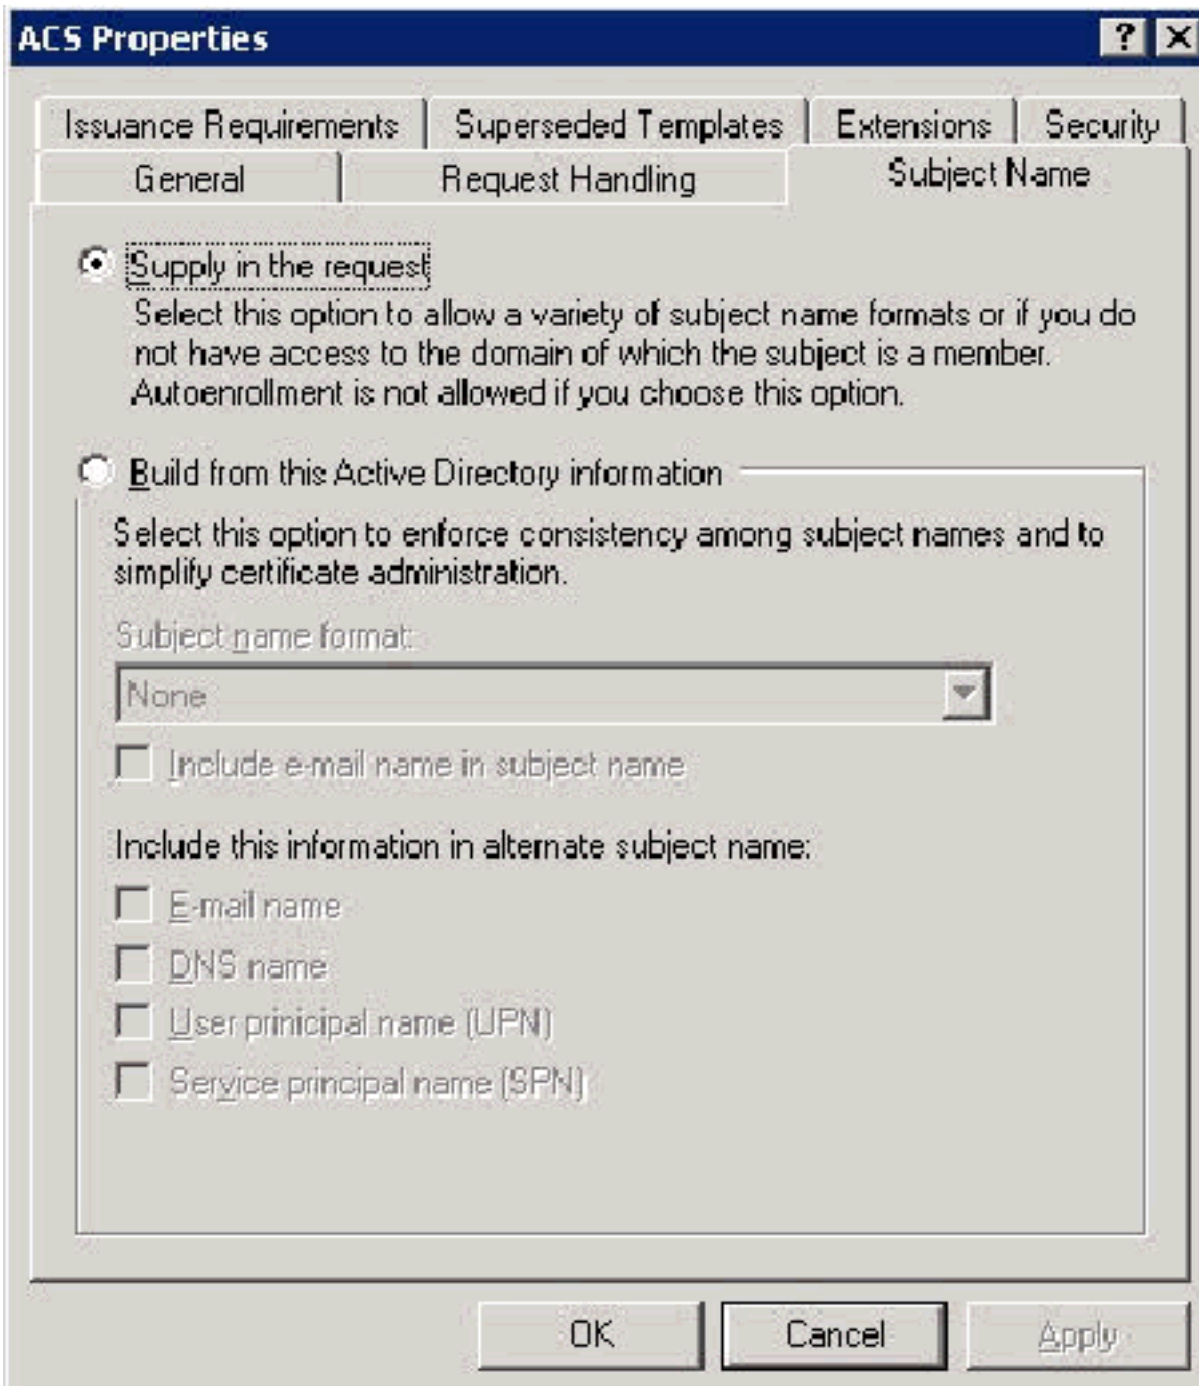 ACS Properties
Issuance Requirements
Superseded Templates
Extensions
Security
General
Request Handling
Subject Name
Supply in the request
Select this option to allow a variety of subject name formats or if you do
not have access to the domain of which the subject is a member.
Autoenrollment is not allowed if you choose this option.
Build from this Active Directory information
Select this option to enforce consistency among subject names and to
simplify certificate administration.
Subject name format:
None
Include e-mail name in subject name
Include this information in alternate subject name:
E-mail name
DNS name
User prinicipal name (UPN)
Service principal name (SPN)
OK
Cancel
Apply